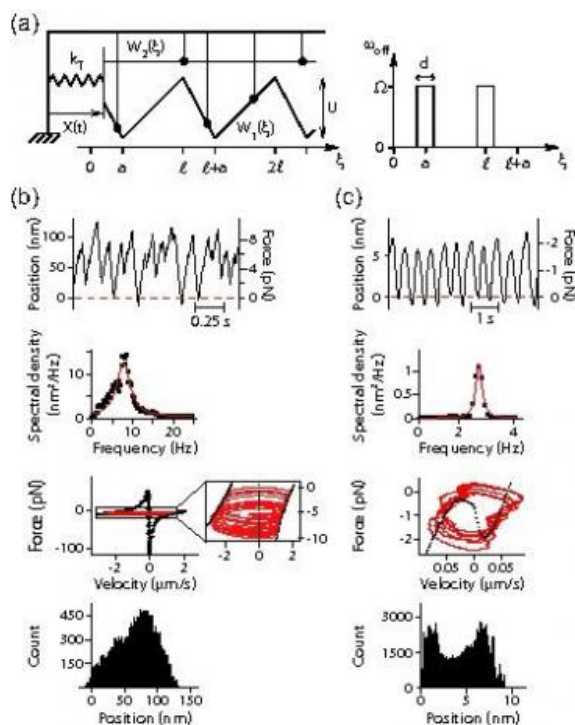 (a)
k_T
X(t)
W₂(ξ)
W₁(ξ)
U
0 a ℓ ℓ+a 2ℓ ξ
ω_off
Ω
d
0 a ℓ ℓ+a ξ
(b)
Position (nm)
100
50
0
8
4
0
Force (pN)
0.25 s
Spectral density
(nm²/Hz)
15
10
5
0
0 10 20
Frequency (Hz)
Force (pN)
0
-100
-2 0 2
Velocity (µm/s)
0
-5
-10
-2 0 2
Count
450
300
150
0
0 50 100 150
Position (nm)
(c)
Position (nm)
5
0
-2
-1
0
Force (pN)
1 s
Spectral density
(nm²/Hz)
1
0.5
0
0 2 4
Frequency (Hz)
Force (pN)
0
-1
-2
0.05 0 0.05
Velocity (µm/s)
Count
3000
1500
0
0 5 10
Position (nm)